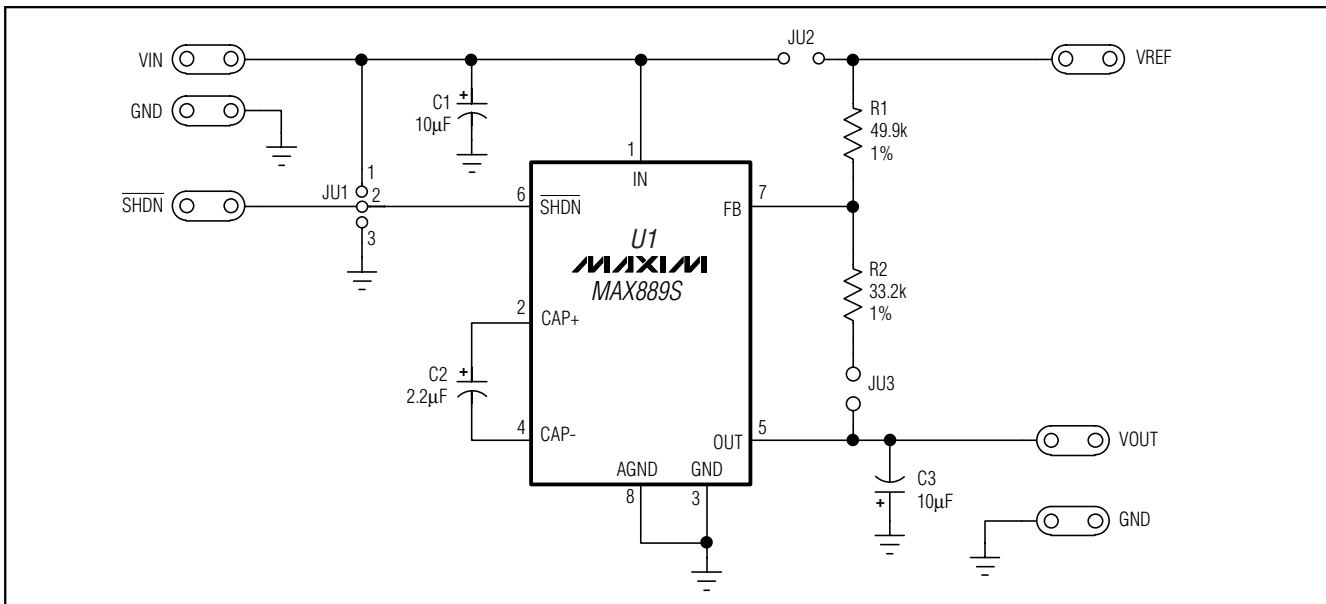 JU2
VIN
VREF
C1
+
10µF
R1
49.9k
1%
GND
1
IN
1
JU1
2
3
SHDN
6
SHDN
7
FB
U1
MAXIM
MAX889S
R2
33.2k
1%
2
CAP+
C2
+
2.2µF
JU3
4
CAP-
5
OUT
VOUT
AGND
GND
8
3
C3
10µF
+
GND